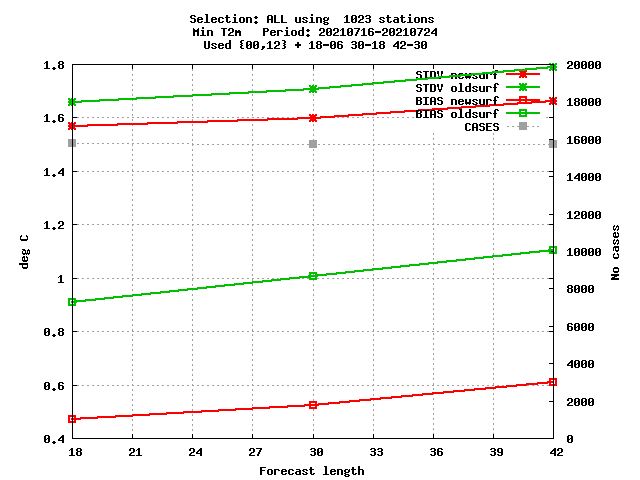 Selection: ALL using  1023 stations
Min T2m   Period: 20210716-20210724
Used {00,12} + 18-06 30-18 42-30
1.8
1.6
1.4
1.2
1
0.8
0.6
0.4
deg C
STDV newsurf
STDV oldsurf
BIAS newsurf
BIAS oldsurf
CASES
20000
18000
16000
14000
12000
10000
8000
6000
4000
2000
0
No cases
18 21 24 27 30 33 36 39 42
Forecast length